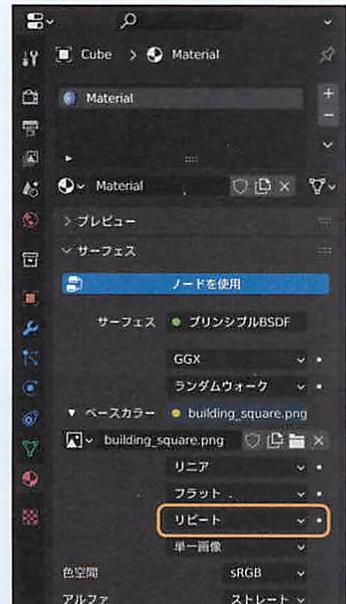 Cube > Material
Material
Material
プレビュー
サーフェス
ノードを使用
サーフェス プリンシプルBSDF
GGX
ランダムウォーク
ベースカラー building_square.png
building_square.png
リニア
フラット
リピート
単一画像
色空間 sRGB
アルファ ストレート